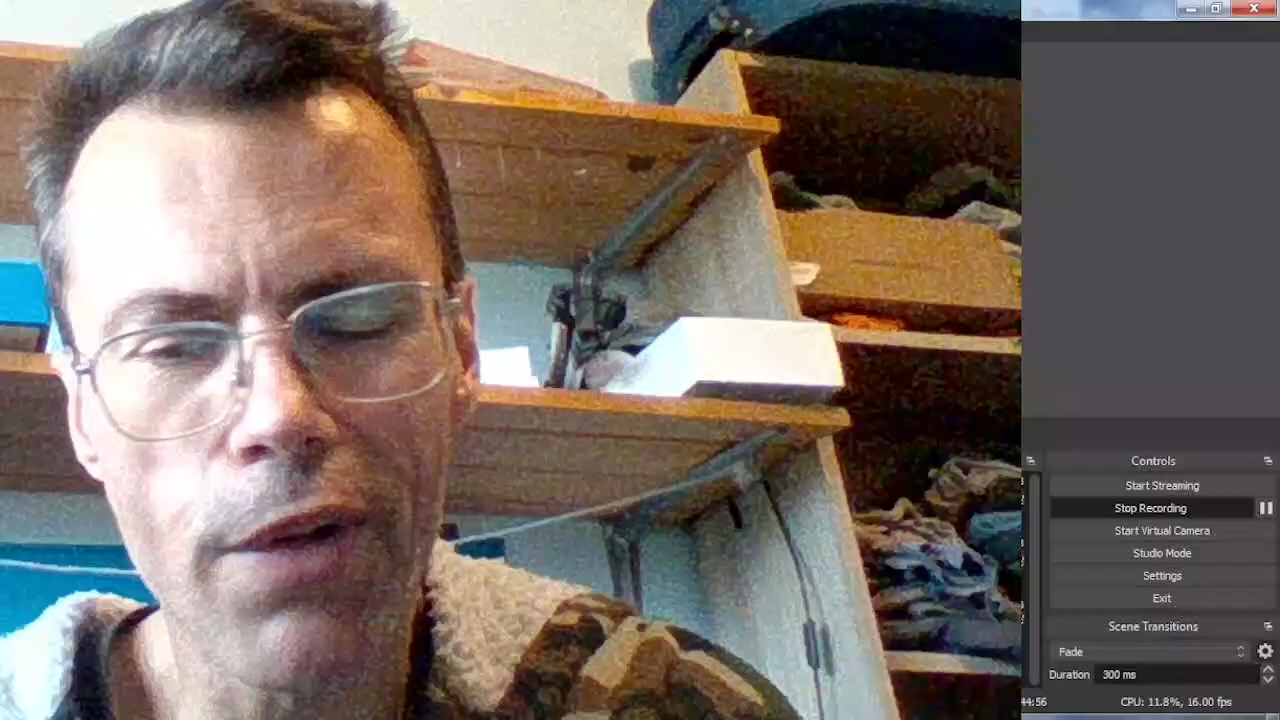 Controls
Start Streaming
Stop Recording
Start Virtual Camera
Studio Mode
Settings
Exit
Scene Transitions
Fade
Duration 300 ms
44:56 CPU: 11.8%, 16.00 fps